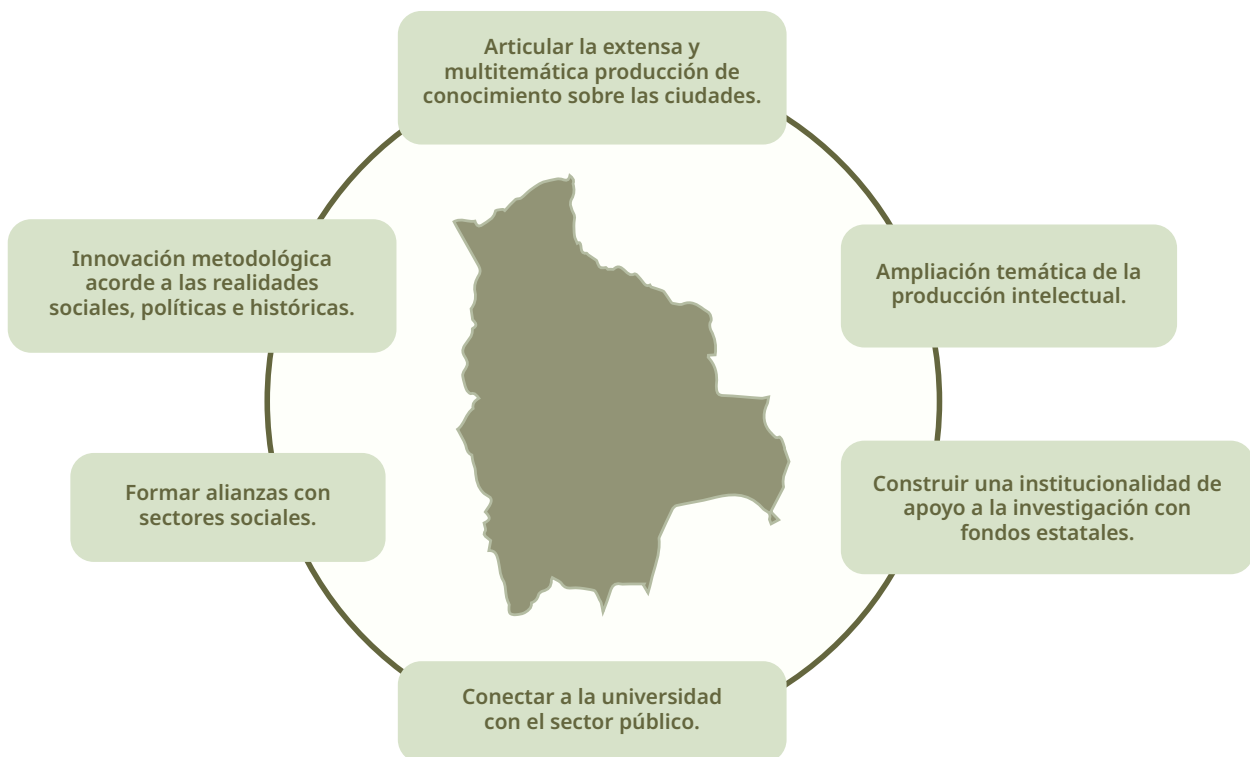 Articular la extensa y
multitemática producción de
conocimiento sobre las ciudades.
Innovación metodológica
acorde a las realidades
sociales, políticas e históricas.
Ampliación temática de la
producción intelectual.
Formar alianzas con
sectores sociales.
Construir una institucionalidad de
apoyo a la investigación con
fondos estatales.
Conectar a la universidad
con el sector público.